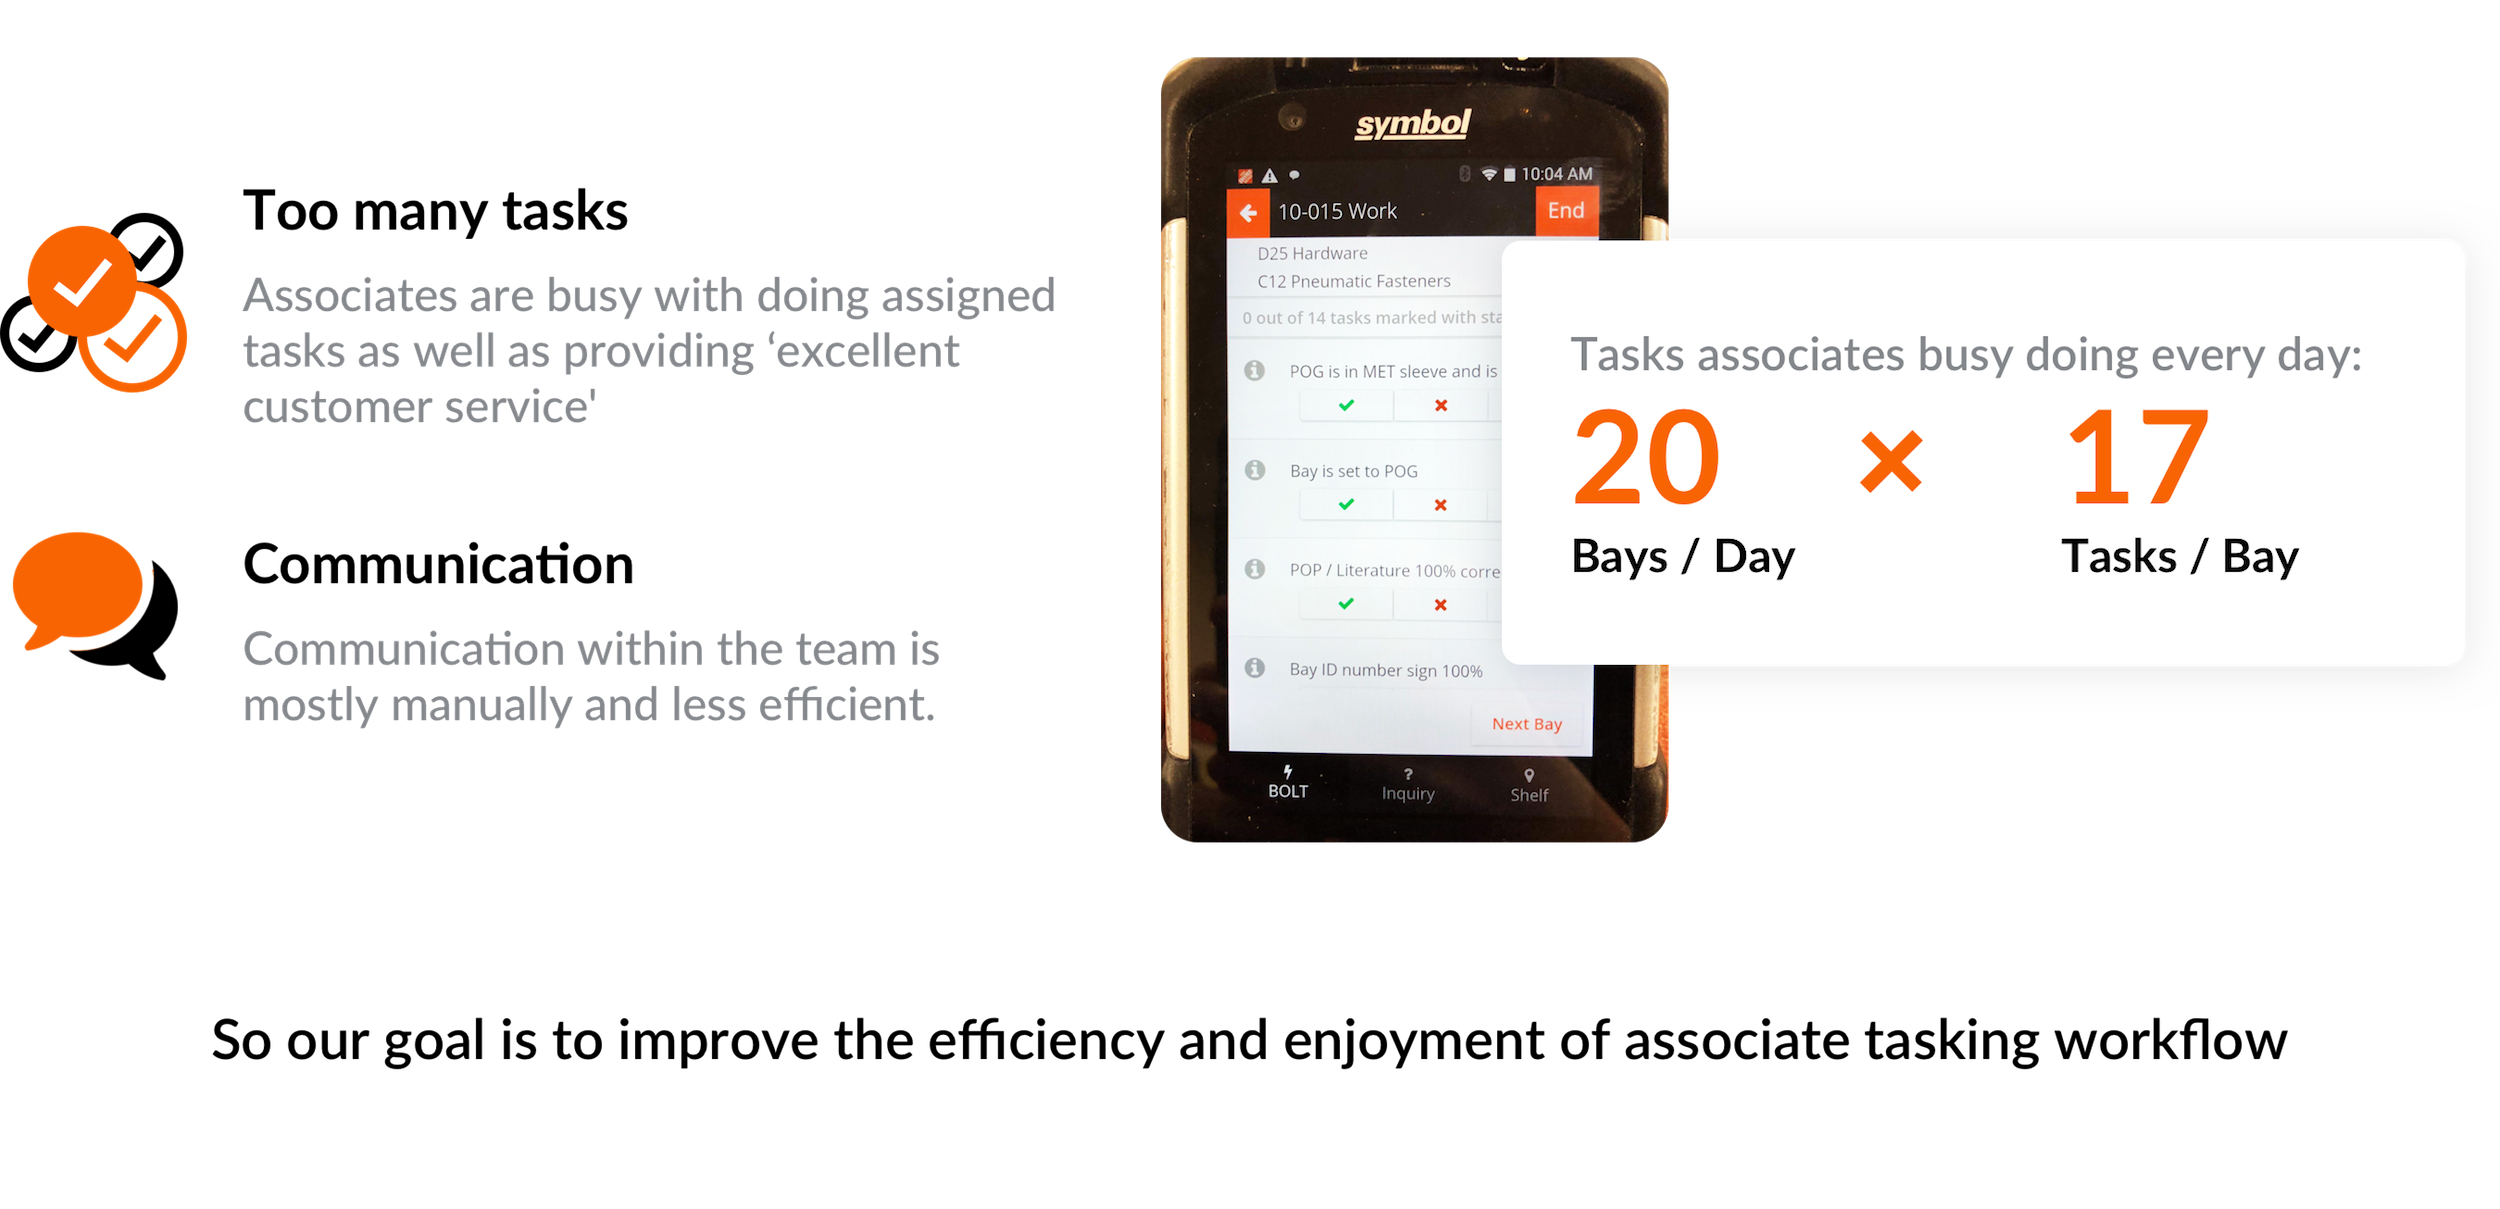 Too many tasks
Associates are busy with doing assigned
tasks as well as providing ‘excellent
customer service'
Communication
Communication within the team is
mostly manually and less efficient.
symbol
10:04 AM
10-015 Work
End
D25 Hardware
C12 Pneumatic Fasteners
0 out of 14 tasks marked with
POG is in MET sleeve and is
Bay is set to POG
POP / Literature 100%
Bay ID number sign 100%
Next Bay
BOLT
? Inquiry
Shelf
Tasks associates busy doing every day:
20 × 17
Bays / Day Tasks / Bay
So our goal is to improve the efficiency and enjoyment of associate tasking workflow